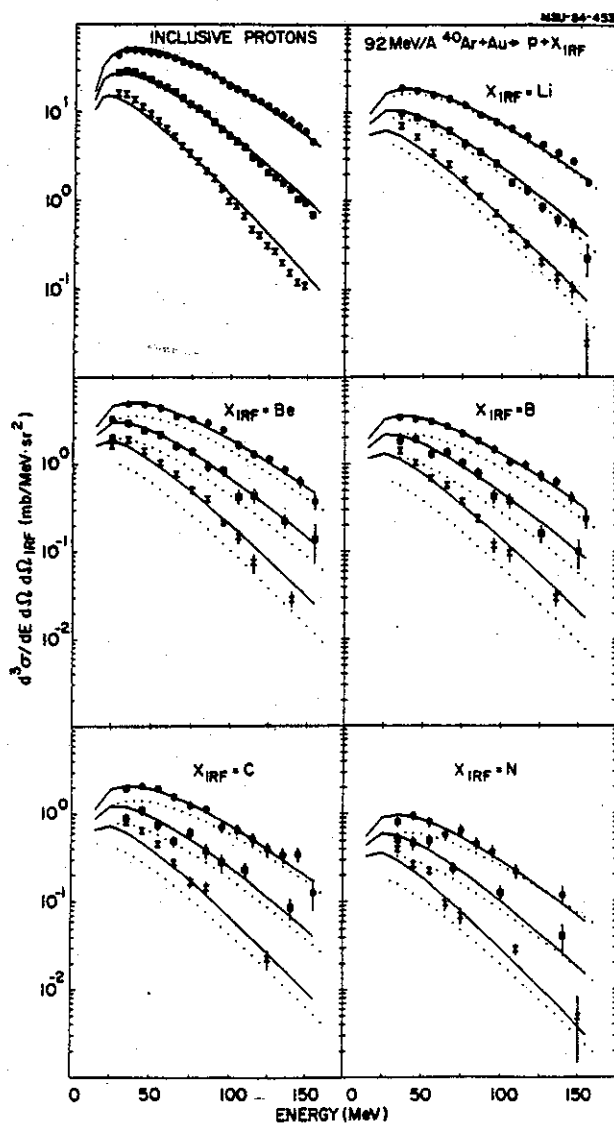 MSU-84-453
INCLUSIVE PROTONS
92 MeV/A ⁴⁰Ar+Au→ p+X_IRF
X_IRF = Li
10¹
10⁰
10⁻¹
X_IRF = Be
X_IRF = B
10⁰
10⁻¹
10⁻²
d³σ/dE dΩ dΩ_IRF (mb/MeV·sr²)
X_IRF = C
X_IRF = N
10⁰
10⁻¹
10⁻²
0 50 100 150 0 50 100 150
ENERGY (MeV)